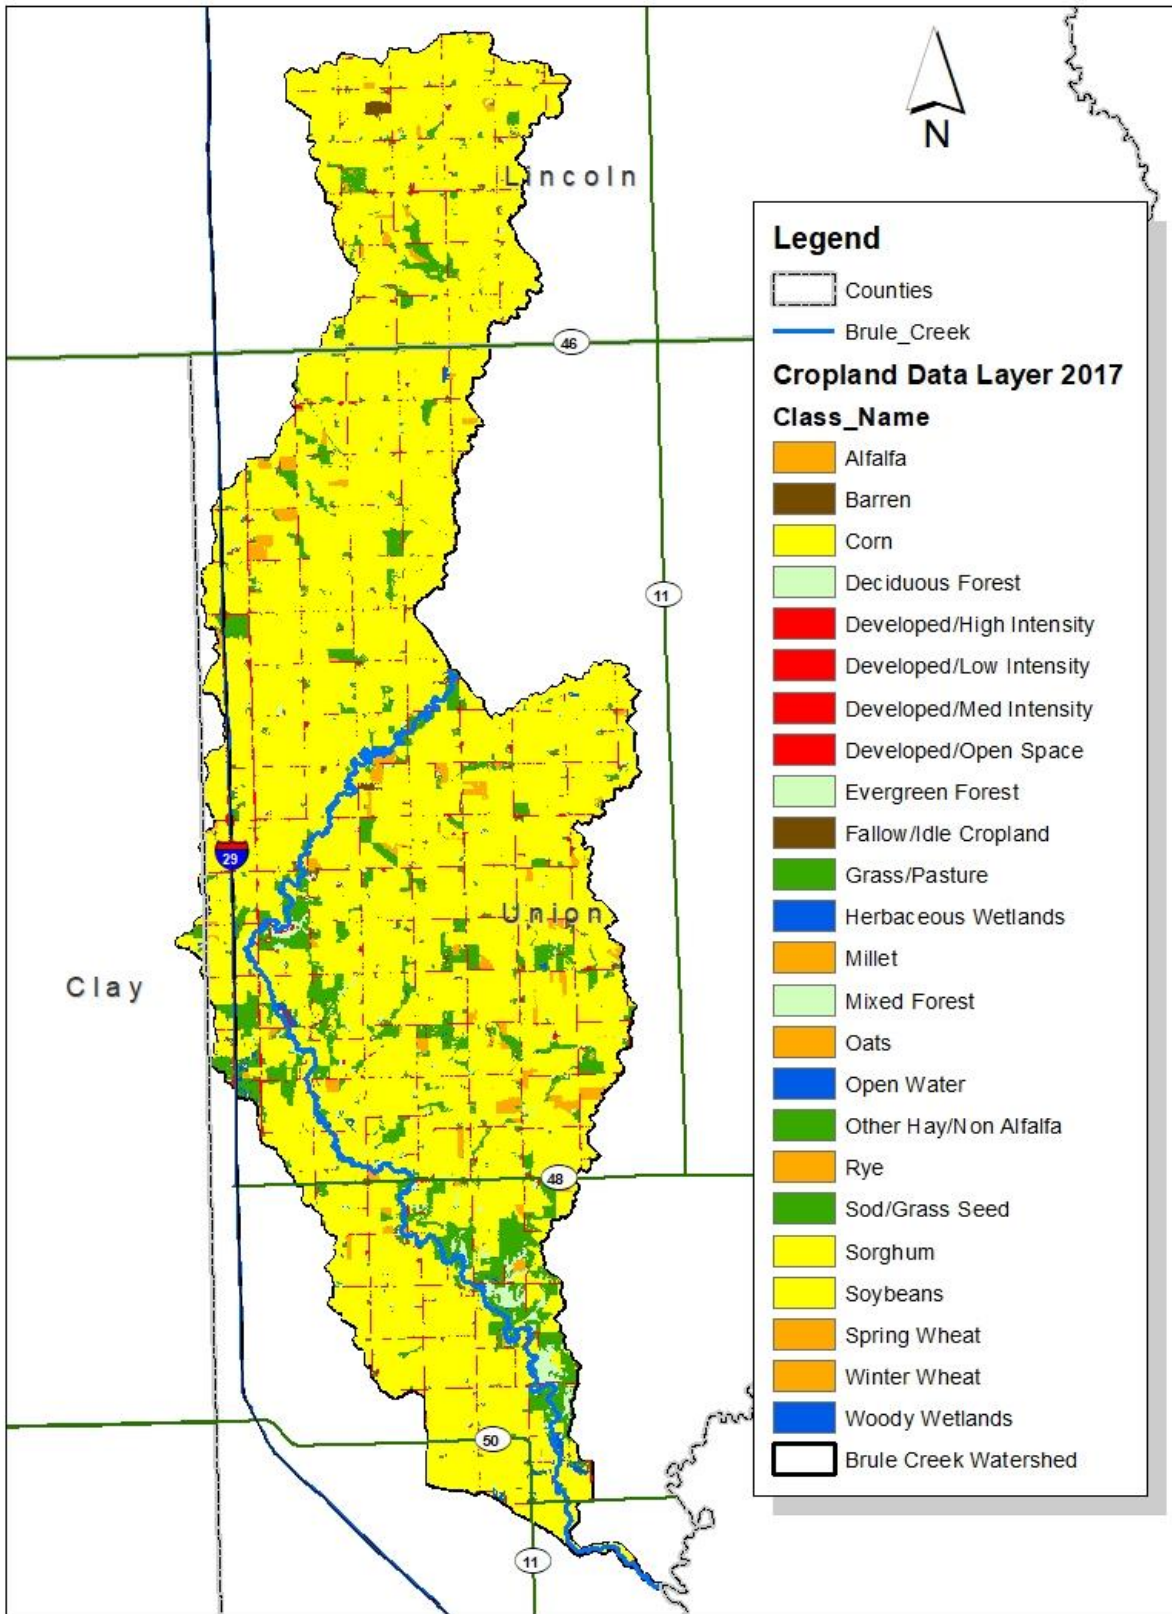 N
Lincoln
46
11
29
Union
Clay
48
50
11
Legend
Counties
Brule_Creek
Cropland Data Layer 2017
Class_Name
Alfalfa
Barren
Corn
Deciduous Forest
Developed/High Intensity
Developed/Low Intensity
Developed/Med Intensity
Developed/Open Space
Evergreen Forest
Fallow/Idle Cropland
Grass/Pasture
Herbaceous Wetlands
Millet
Mixed Forest
Oats
Open Water
Other Hay/Non Alfalfa
Rye
Sod/Grass Seed
Sorghum
Soybeans
Spring Wheat
Winter Wheat
Woody Wetlands
Brule Creek Watershed